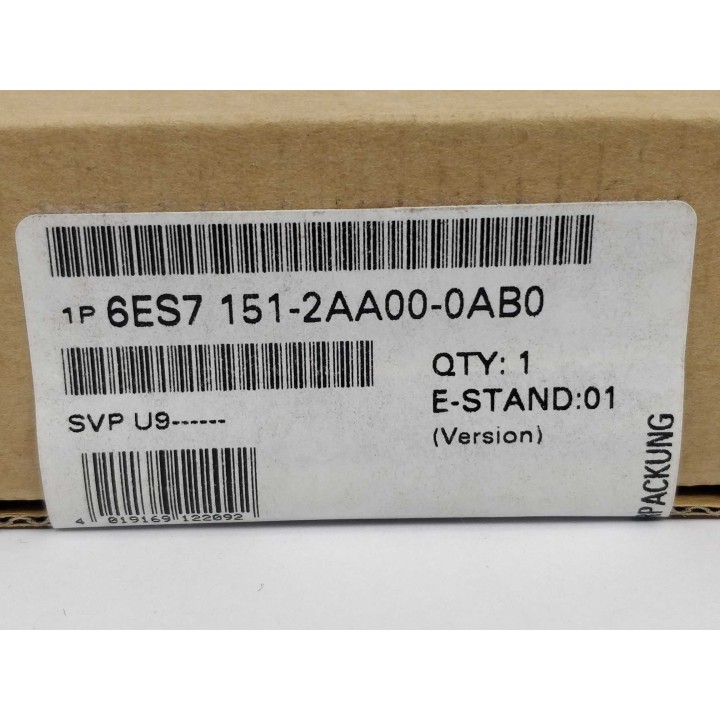 1P 6ES7 151-2AA00-0AB0
QTY: 1
E-STAND:01
(Version)
SVP U9------
4 019169 122092
PACKUNG